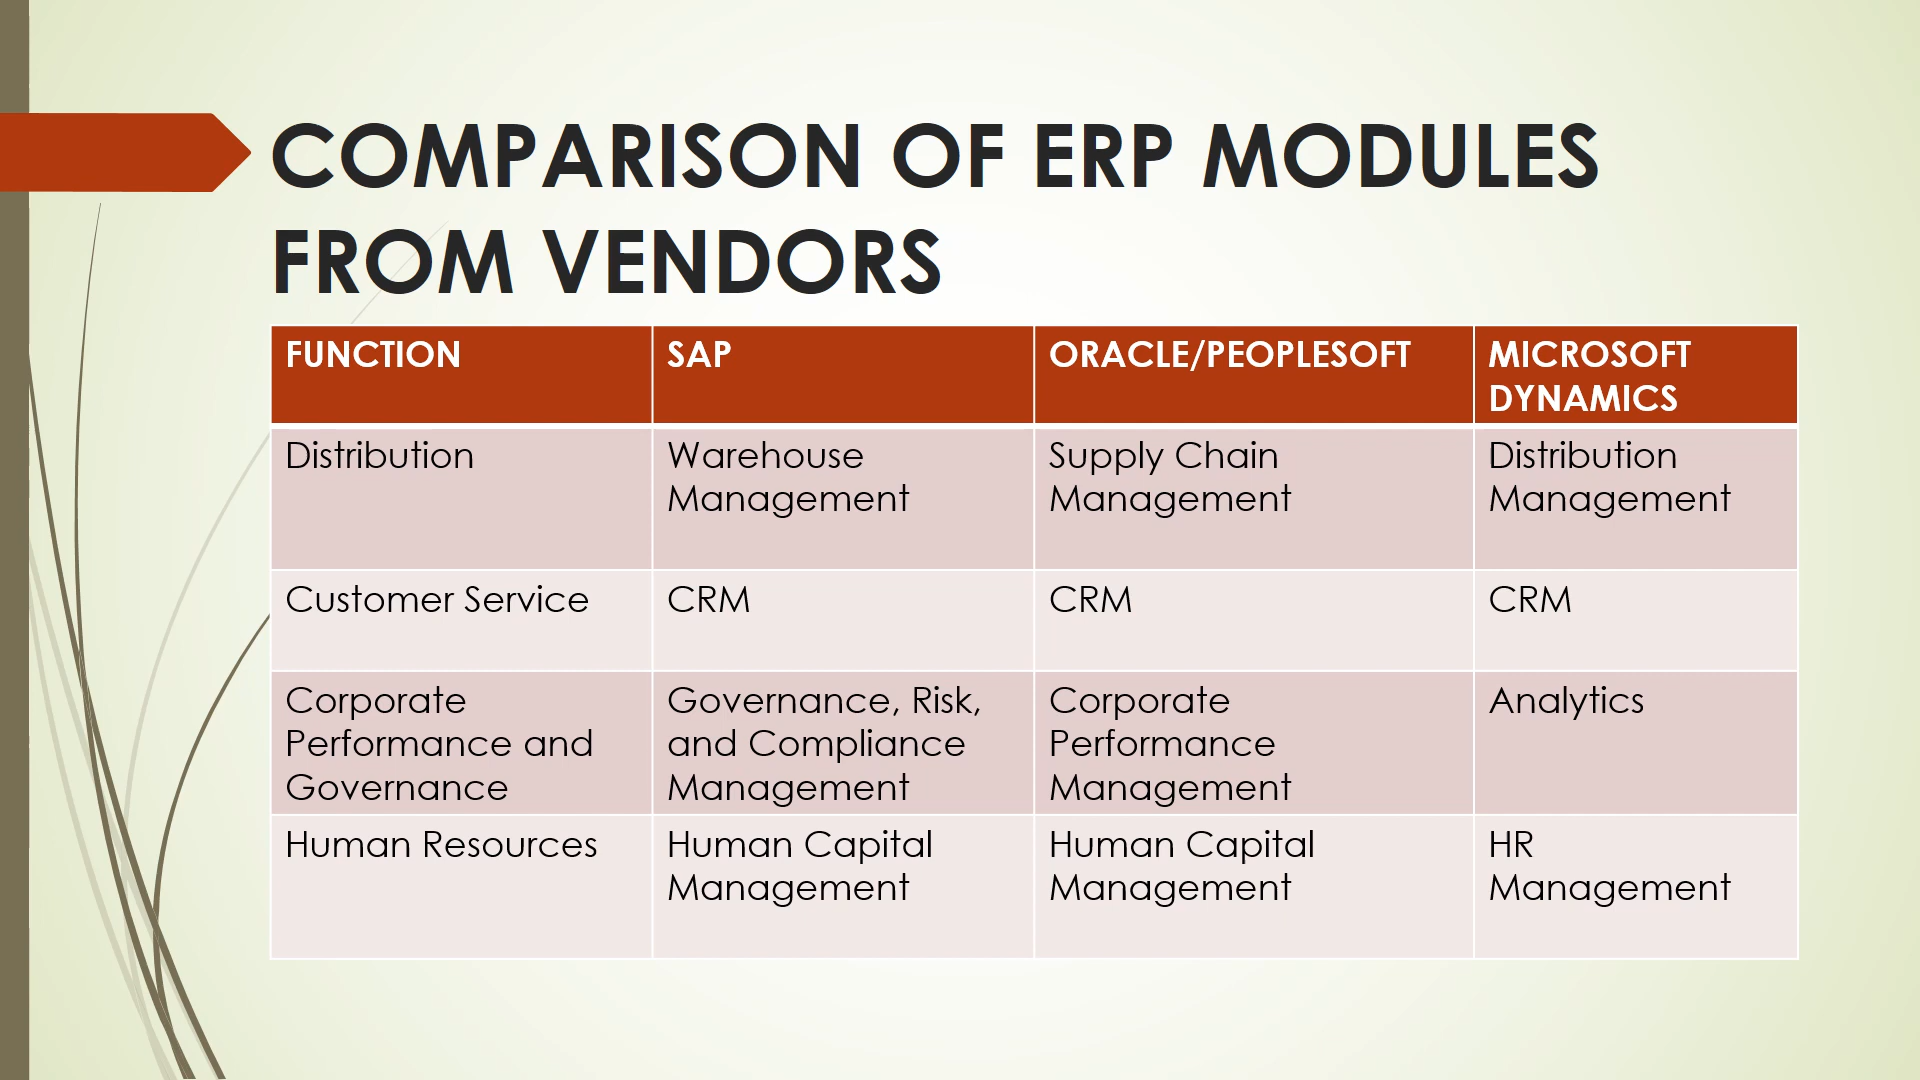 COMPARISON OF ERP MODULES
FROM VENDORS
FUNCTION
SAP
ORACLE/PEOPLESOFT
MICROSOFT
DYNAMICS
Distribution
Warehouse
Management
Supply Chain
Management
Distribution
Management
Customer Service
CRM
CRM
CRM
Corporate
Performance and
Governance
Governance, Risk,
and Compliance
Management
Corporate
Performance
Management
Analytics
Human Resources
Human Capital
Management
Human Capital
Management
HR
Management